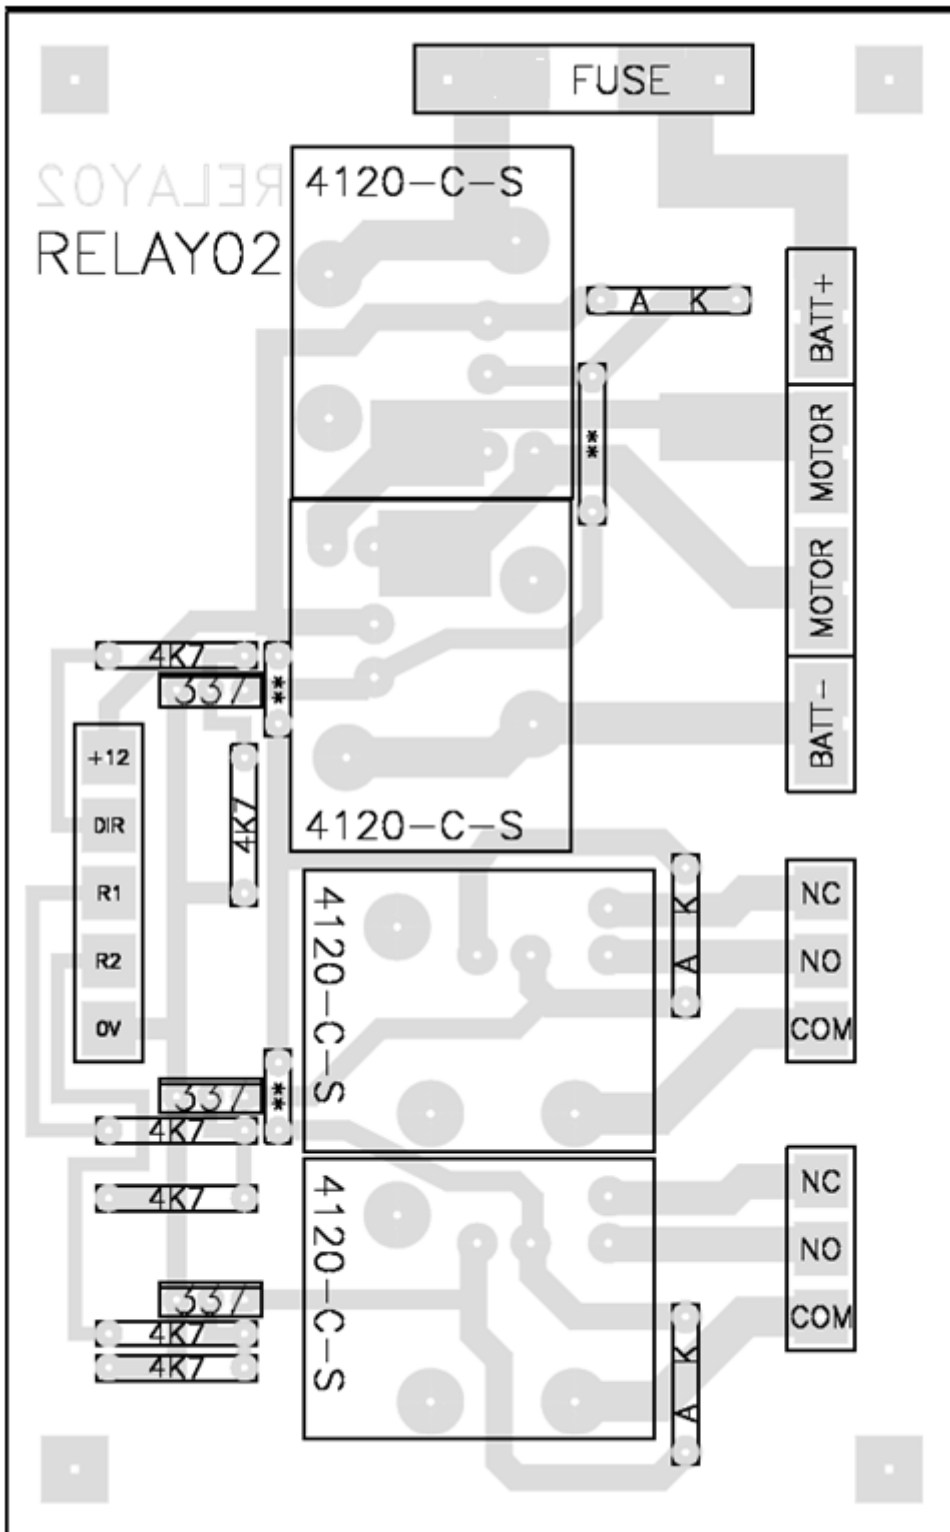 FUSE
RELAY02
RELAY02
4120-C-S
A K
BATT+
MOTOR
**
MOTOR
4K7
337
**
BATT-
+12
DIR
R1
R2
0V
4K7
4120-C-S
4120-C-S
K
A
NC
NO
COM
337
**
4K7
4K7
4120-C-S
NC
NO
COM
337
4K7
4K7
K
A